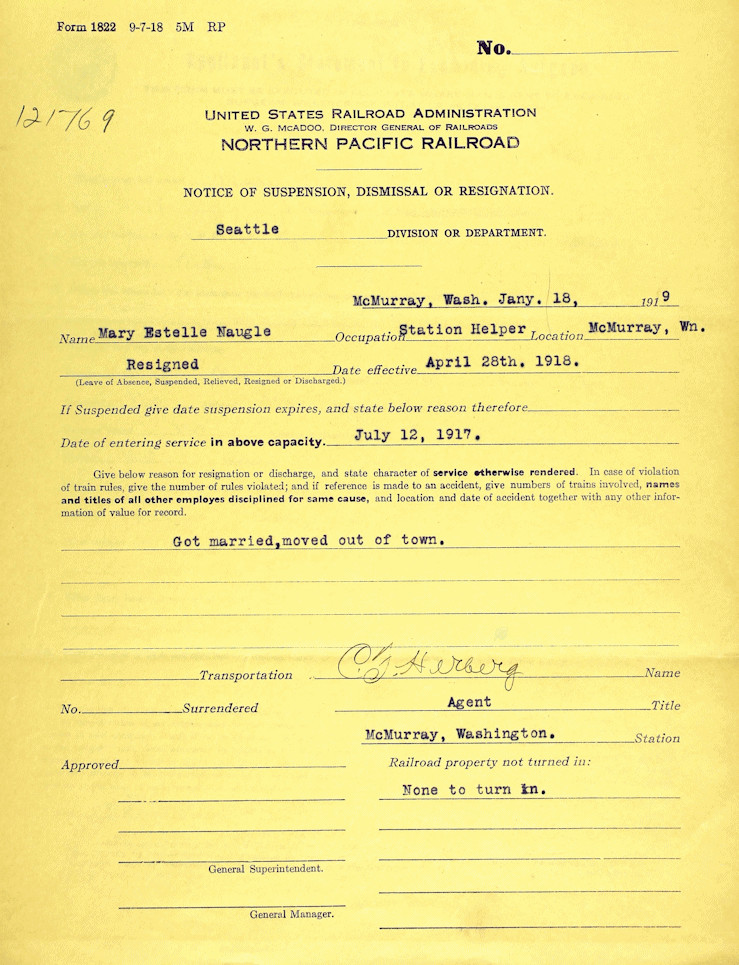 Form 1822 9-7-18 5M RP
No.
121769
UNITED STATES RAILROAD ADMINISTRATION
W. G. McADOO, DIRECTOR GENERAL OF RAILROADS
NORTHERN PACIFIC RAILROAD
NOTICE OF SUSPENSION, DISMISSAL OR RESIGNATION.
Seattle DIVISION OR DEPARTMENT.
McMurray, Wash. Jany. 18, 1919
Name Mary Estelle Naugle Occupation Station Helper Location McMurray, Wn.
Resigned Date effective April 28th. 1918.
(Leave of Absence, Suspended, Relieved, Resigned or Discharged.)
If Suspended give date suspension expires, and state below reason therefore
Date of entering service in above capacity. July 12, 1917.
Give below reason for resignation or discharge, and state character of service otherwise rendered. In case of violation
of train rules, give the number of rules violated; and if reference is made to an accident, give numbers of trains involved, names
and titles of all other employes disciplined for same cause, and location and date of accident together with any other infor-
mation of value for record.
Got married,moved out of town.
Transportation C.J. Herberg Name
No. Surrendered Agent Title
McMurray, Washington. Station
Approved Railroad property not turned in:
None to turn in.
General Superintendent.
General Manager.